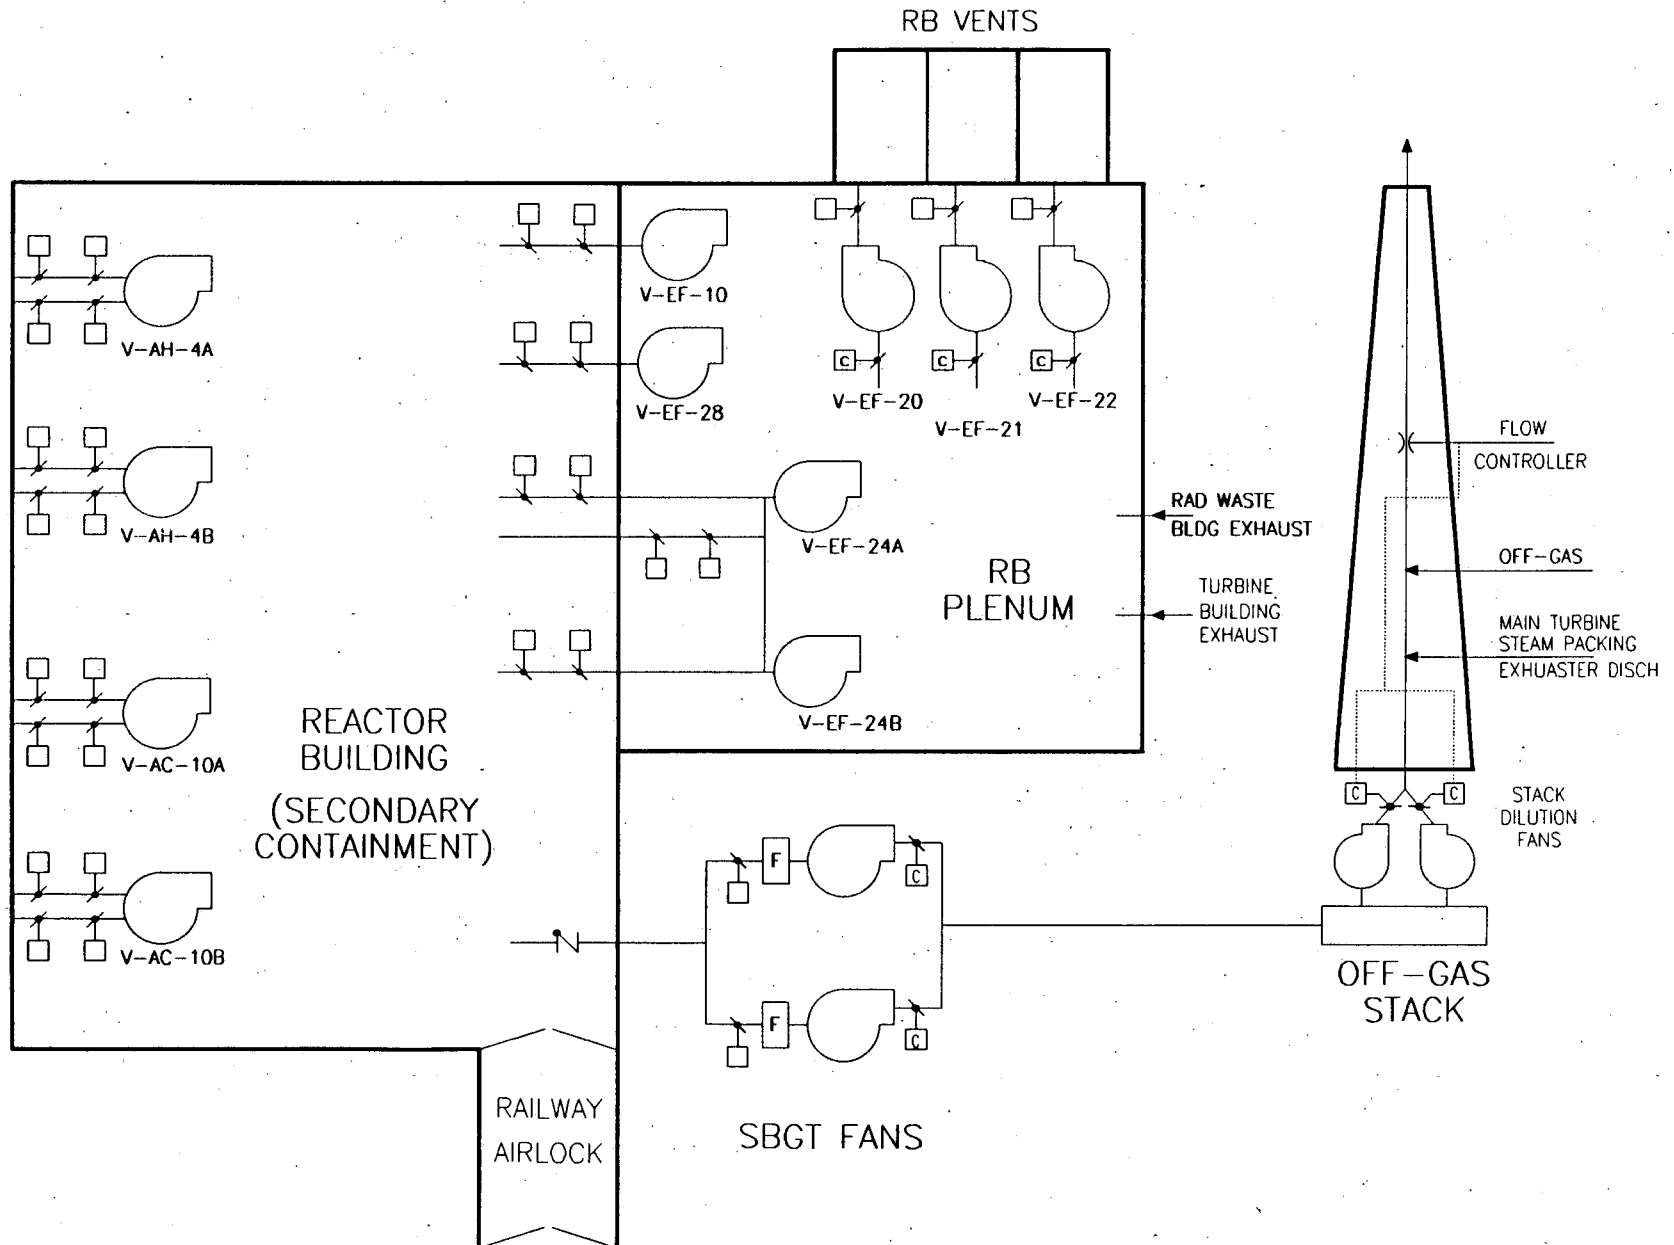 RB VENTS
V-AH-4A
V-AH-4B
V-AC-10A
V-AC-10B
REACTOR
BUILDING
(SECONDARY
CONTAINMENT)
RAILWAY
AIRLOCK
V-EF-10
V-EF-28
V-EF-24A
V-EF-24B
C
C
C
V-EF-20
V-EF-21
V-EF-22
RB
PLENUM
RAD WASTE
BLDG EXHAUST
TURBINE
BUILDING
EXHAUST
F
C
F
C
SBGT FANS
FLOW
CONTROLLER
OFF-GAS
MAIN TURBINE
STEAM PACKING
EXHUASTER DISCH
C
C
STACK
DILUTION
FANS
OFF-GAS
STACK